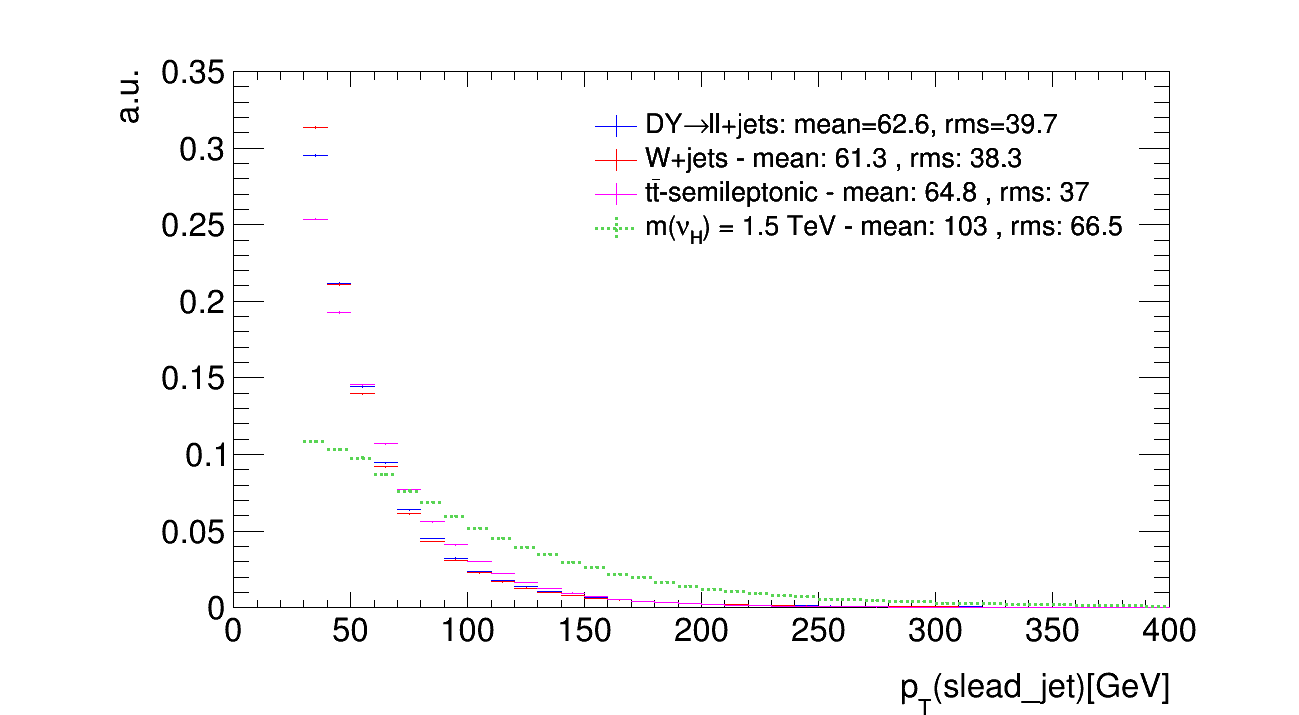 a.u.
0.35
0.3
0.25
0.2
0.15
0.1
0.05
0
DY→ll+jets: mean=62.6, rms=39.7
W+jets - mean: 61.3 , rms: 38.3
tt̄-semileptonic - mean: 64.8 , rms: 37
m(νH) = 1.5 TeV - mean: 103 , rms: 66.5
0 50 100 150 200 250 300 350 400
pT(slead_jet)[GeV]